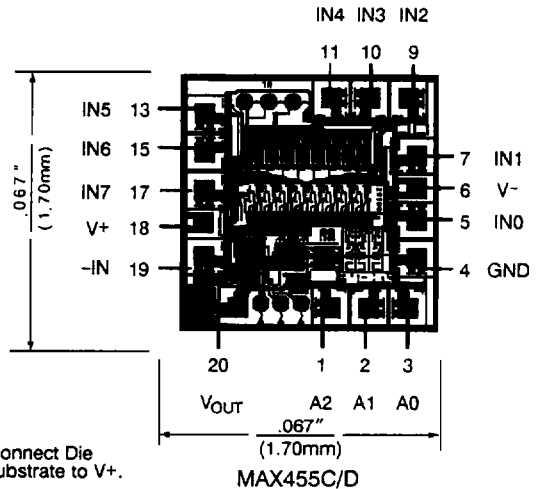 IN4 IN3 IN2
11 10 9
IN5 13
IN6 15
IN7 17
V+ 18
-IN 19
7 IN1
6 V-
5 IN0
4 GND
.067"
(1.70mm)
20 1 2 3
VOUT A2 A1 A0
.067"
(1.70mm)
onnect Die
ubstrate to V+.
MAX455C/D